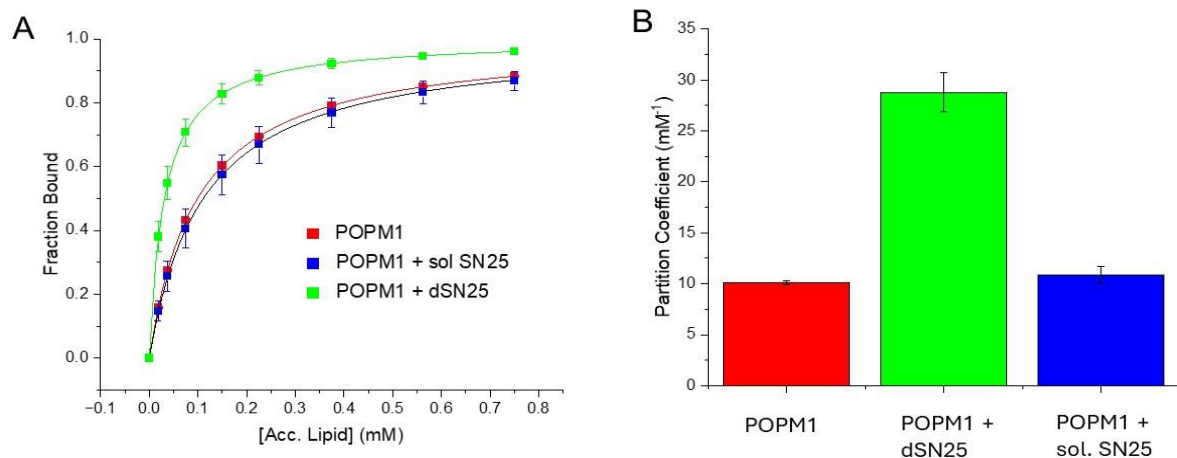 A
1.0
0.8
0.6
0.4
0.2
0.0
Fraction Bound
POPM1
POPM1 + sol SN25
POPM1 + dSN25
−0.1 0.0 0.1 0.2 0.3 0.4 0.5 0.6 0.7 0.8
[Acc. Lipid] (mM)
B
35
30
25
20
15
10
5
0
Partition Coefficient (mM-1)
POPM1
POPM1 +
dSN25
POPM1 +
sol. SN25